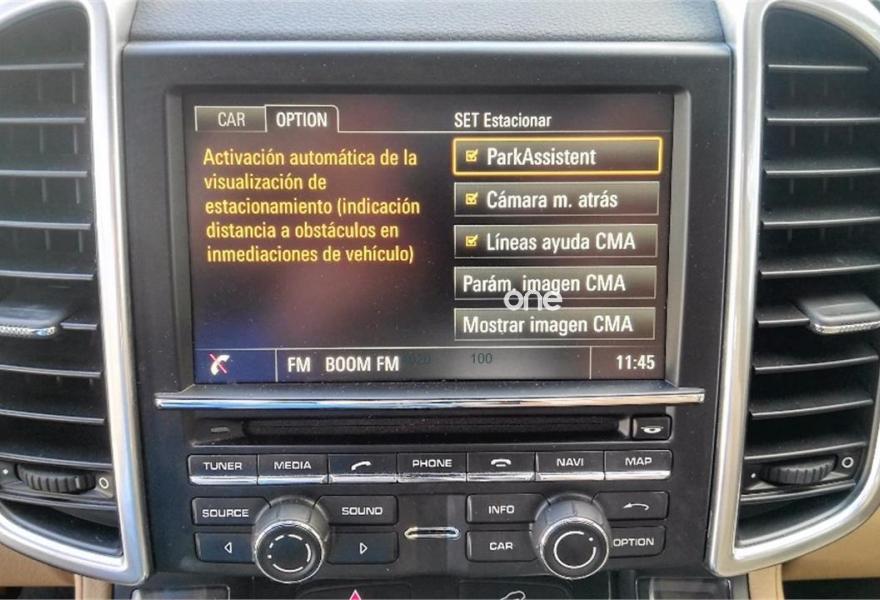 CAR OPTION SET Estacionar
Activación automática de la
visualización de
estacionamiento (indicación
distancia a obstáculos en
inmediaciones de vehículo)
ParkAssistent
Cámara m. atrás
Líneas ayuda CMA
Parám. imagen CMA
Mostrar imagen CMA
one
FM BOOM FM 100 11:45
TUNER MEDIA PHONE NAVI MAP
SOURCE SOUND INFO
CAR OPTION